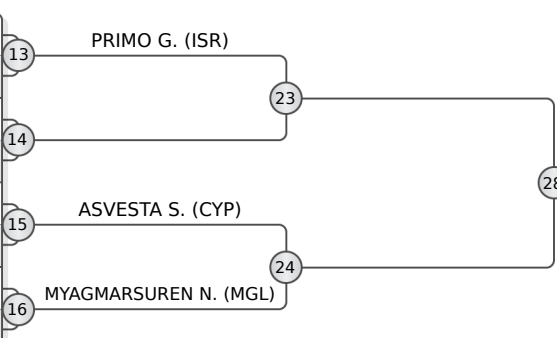 PRIMO G. (ISR)
13
23
14
28
ASVESTA S. (CYP)
15
24
MYAGMARSUREN N. (MGL)
16